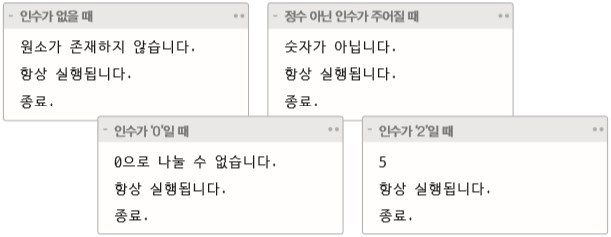 인수가 없을 때
원소가 존재하지 않습니다.
항상 실행됩니다.
종료.
정수 아닌 인수가 주어질 때
숫자가 아닙니다.
항상 실행됩니다.
종료.
인수가 '0'일 때
0으로 나눌 수 없습니다.
항상 실행됩니다.
종료.
인수가 '2'일 때
5
항상 실행됩니다.
종료.